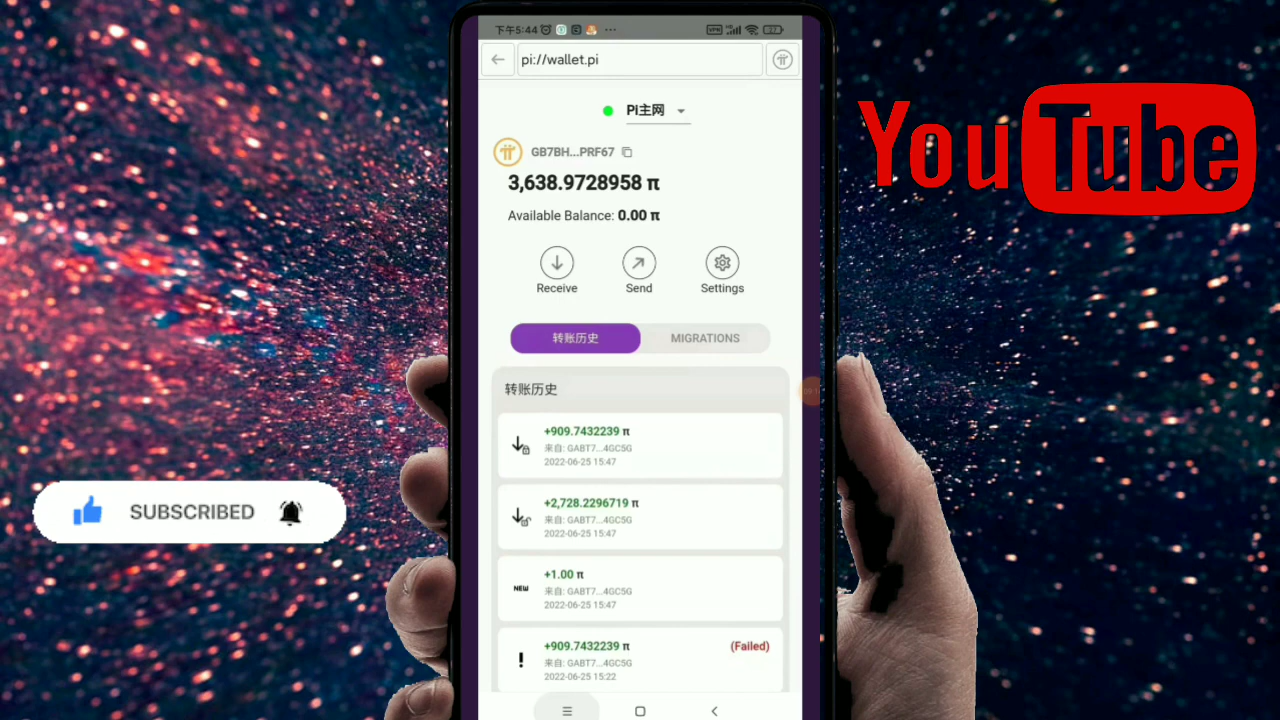 下午5:44
VPN
27
pi://wallet.pi
Pi主网
GB7BH...PRF67
3,638.9728958 π
Available Balance: 0.00 π
Receive
Send
Settings
转账历史
MIGRATIONS
转账历史
+909.7432239 π
来自: GABT7...4GC5G
2022-06-25 15:47
+2,728.2296719 π
来自: GABT7...4GC5G
2022-06-25 15:47
NEW
+1.00 π
来自: GABT7...4GC5G
2022-06-25 15:47
+909.7432239 π
(Failed)
来自: GABT7...4GC5G
2022-06-25 15:22
YouTube
SUBSCRIBED